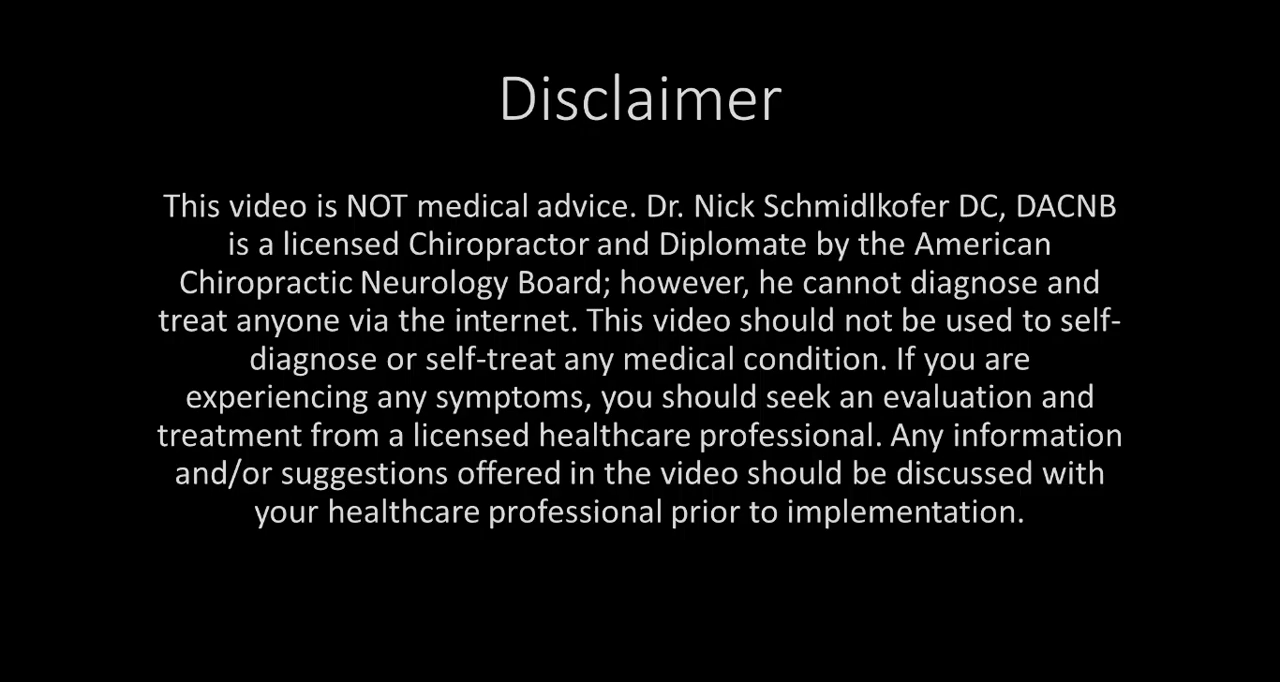 Disclaimer
This video is NOT medical advice. Dr. Nick Schmidlkofer DC, DACNB
is a licensed Chiropractor and Diplomate by the American
Chiropractic Neurology Board; however, he cannot diagnose and
treat anyone via the internet. This video should not be used to self-
diagnose or self-treat any medical condition. If you are
experiencing any symptoms, you should seek an evaluation and
treatment from a licensed healthcare professional. Any information
and/or suggestions offered in the video should be discussed with
your healthcare professional prior to implementation.